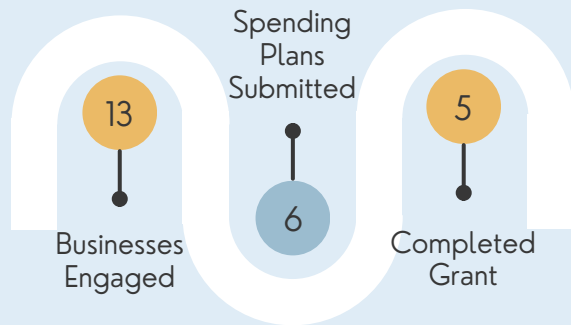 13
Businesses
Engaged
Spending
Plans
Submitted
6
5
Completed
Grant